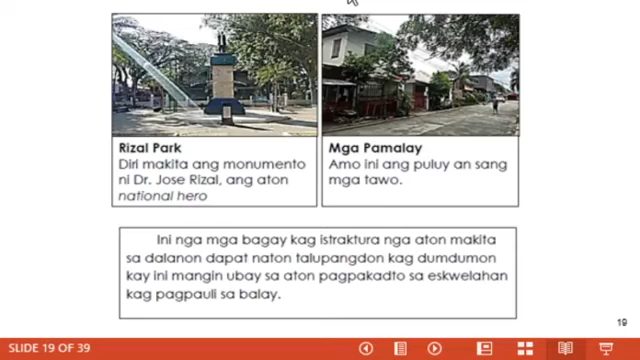 Rizal Park
Diri makita ang monumento
ni Dr. Jose Rizal, ang aton
national hero
Mga Pamalay
Amo ini ang puluy an sang
mga tawo.
Ini nga mga bagay kag istraktura nga aton makita
sa dalanon dapat naton talupangdon kag dumdumon
kay ini mangin ubay sa aton pagpakadto sa eskwelahan
kag pagpauli sa balay.
19
SLIDE 19 OF 39